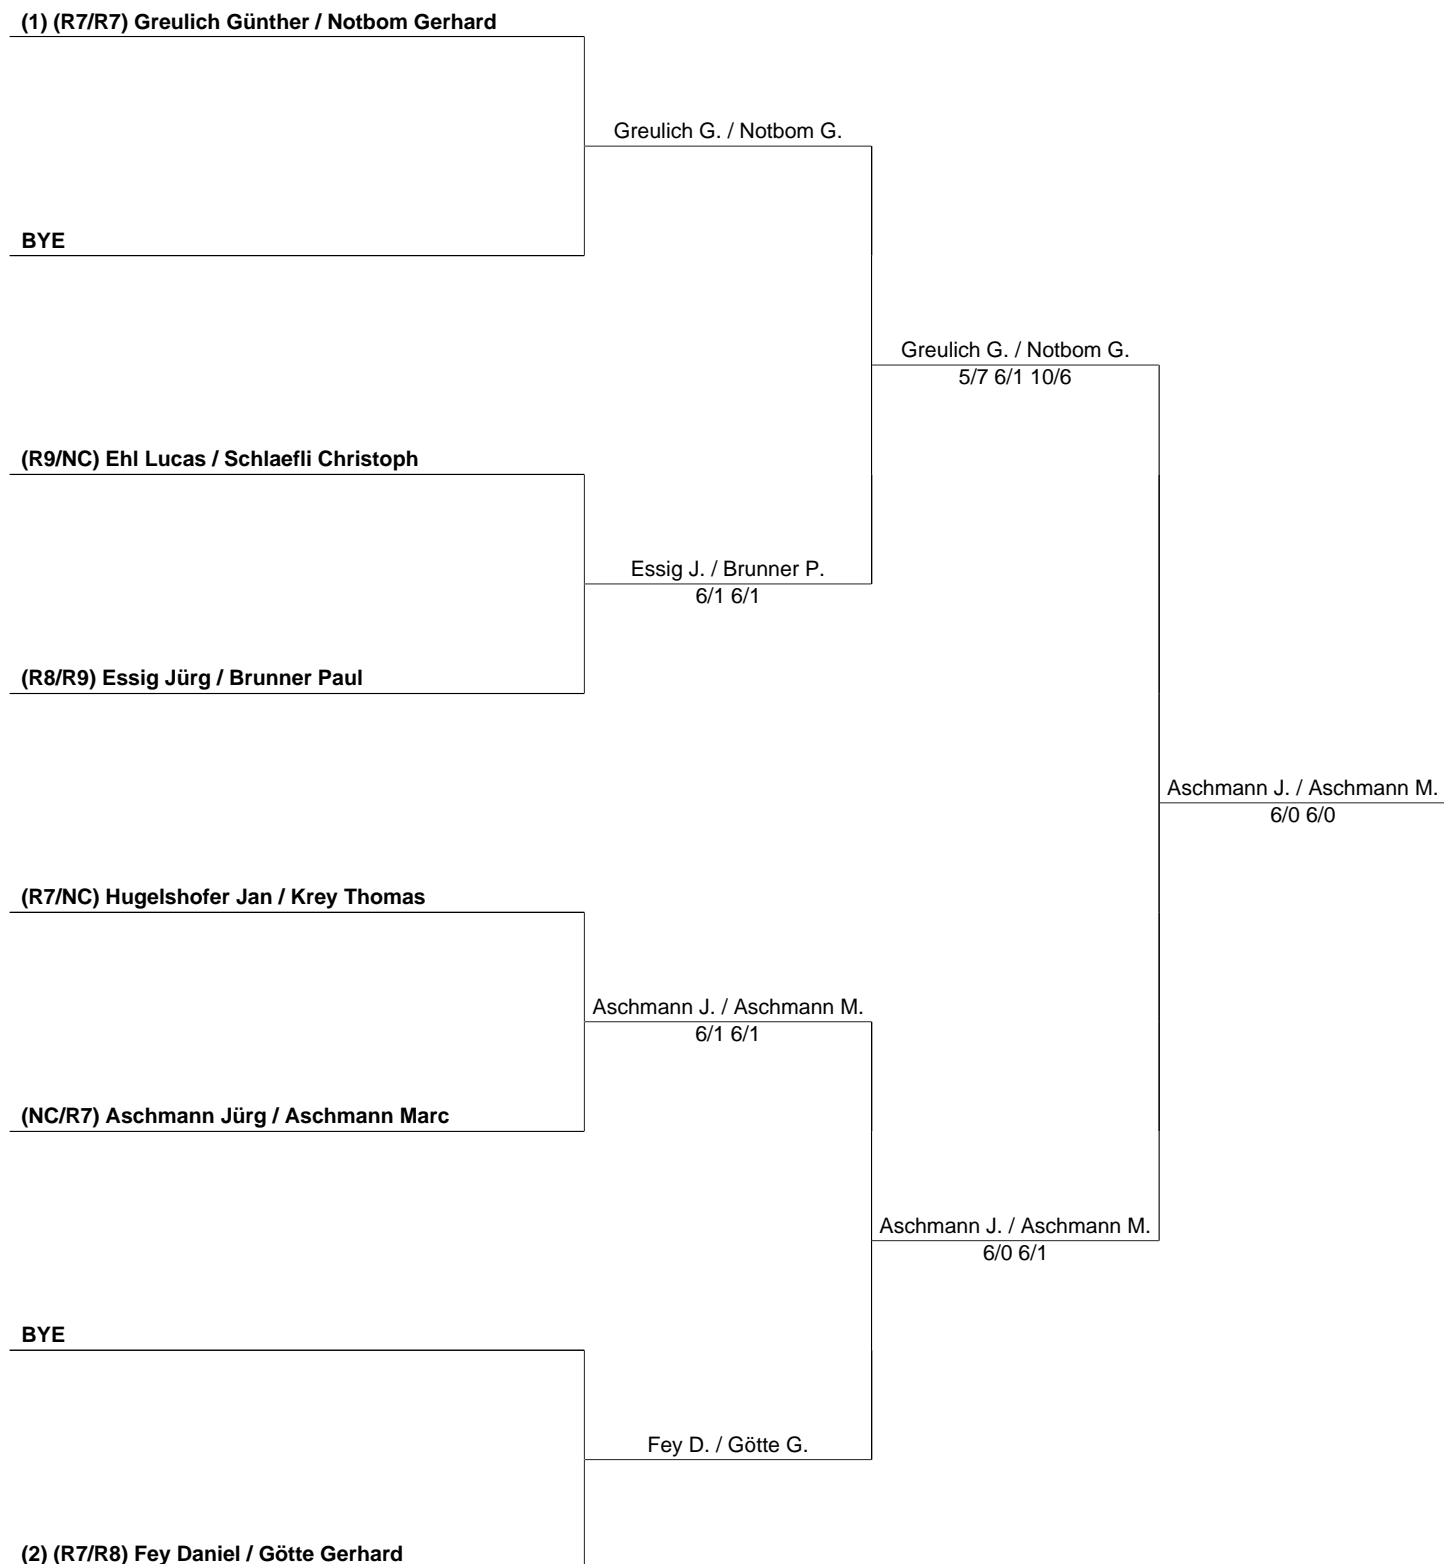 (1) (R7/R7) Greulich Günther / Notbom Gerhard
Greulich G. / Notbom G.
BYE
Greulich G. / Notbom G.
5/7 6/1 10/6
(R9/NC) Ehl Lucas / Schlaefli Christoph
Essig J. / Brunner P.
6/1 6/1
(R8/R9) Essig Jürg / Brunner Paul
Aschmann J. / Aschmann M.
6/0 6/0
(R7/NC) Hugelshofer Jan / Krey Thomas
Aschmann J. / Aschmann M.
6/1 6/1
(NC/R7) Aschmann Jürg / Aschmann Marc
Aschmann J. / Aschmann M.
6/0 6/1
BYE
Fey D. / Götte G.
(2) (R7/R8) Fey Daniel / Götte Gerhard